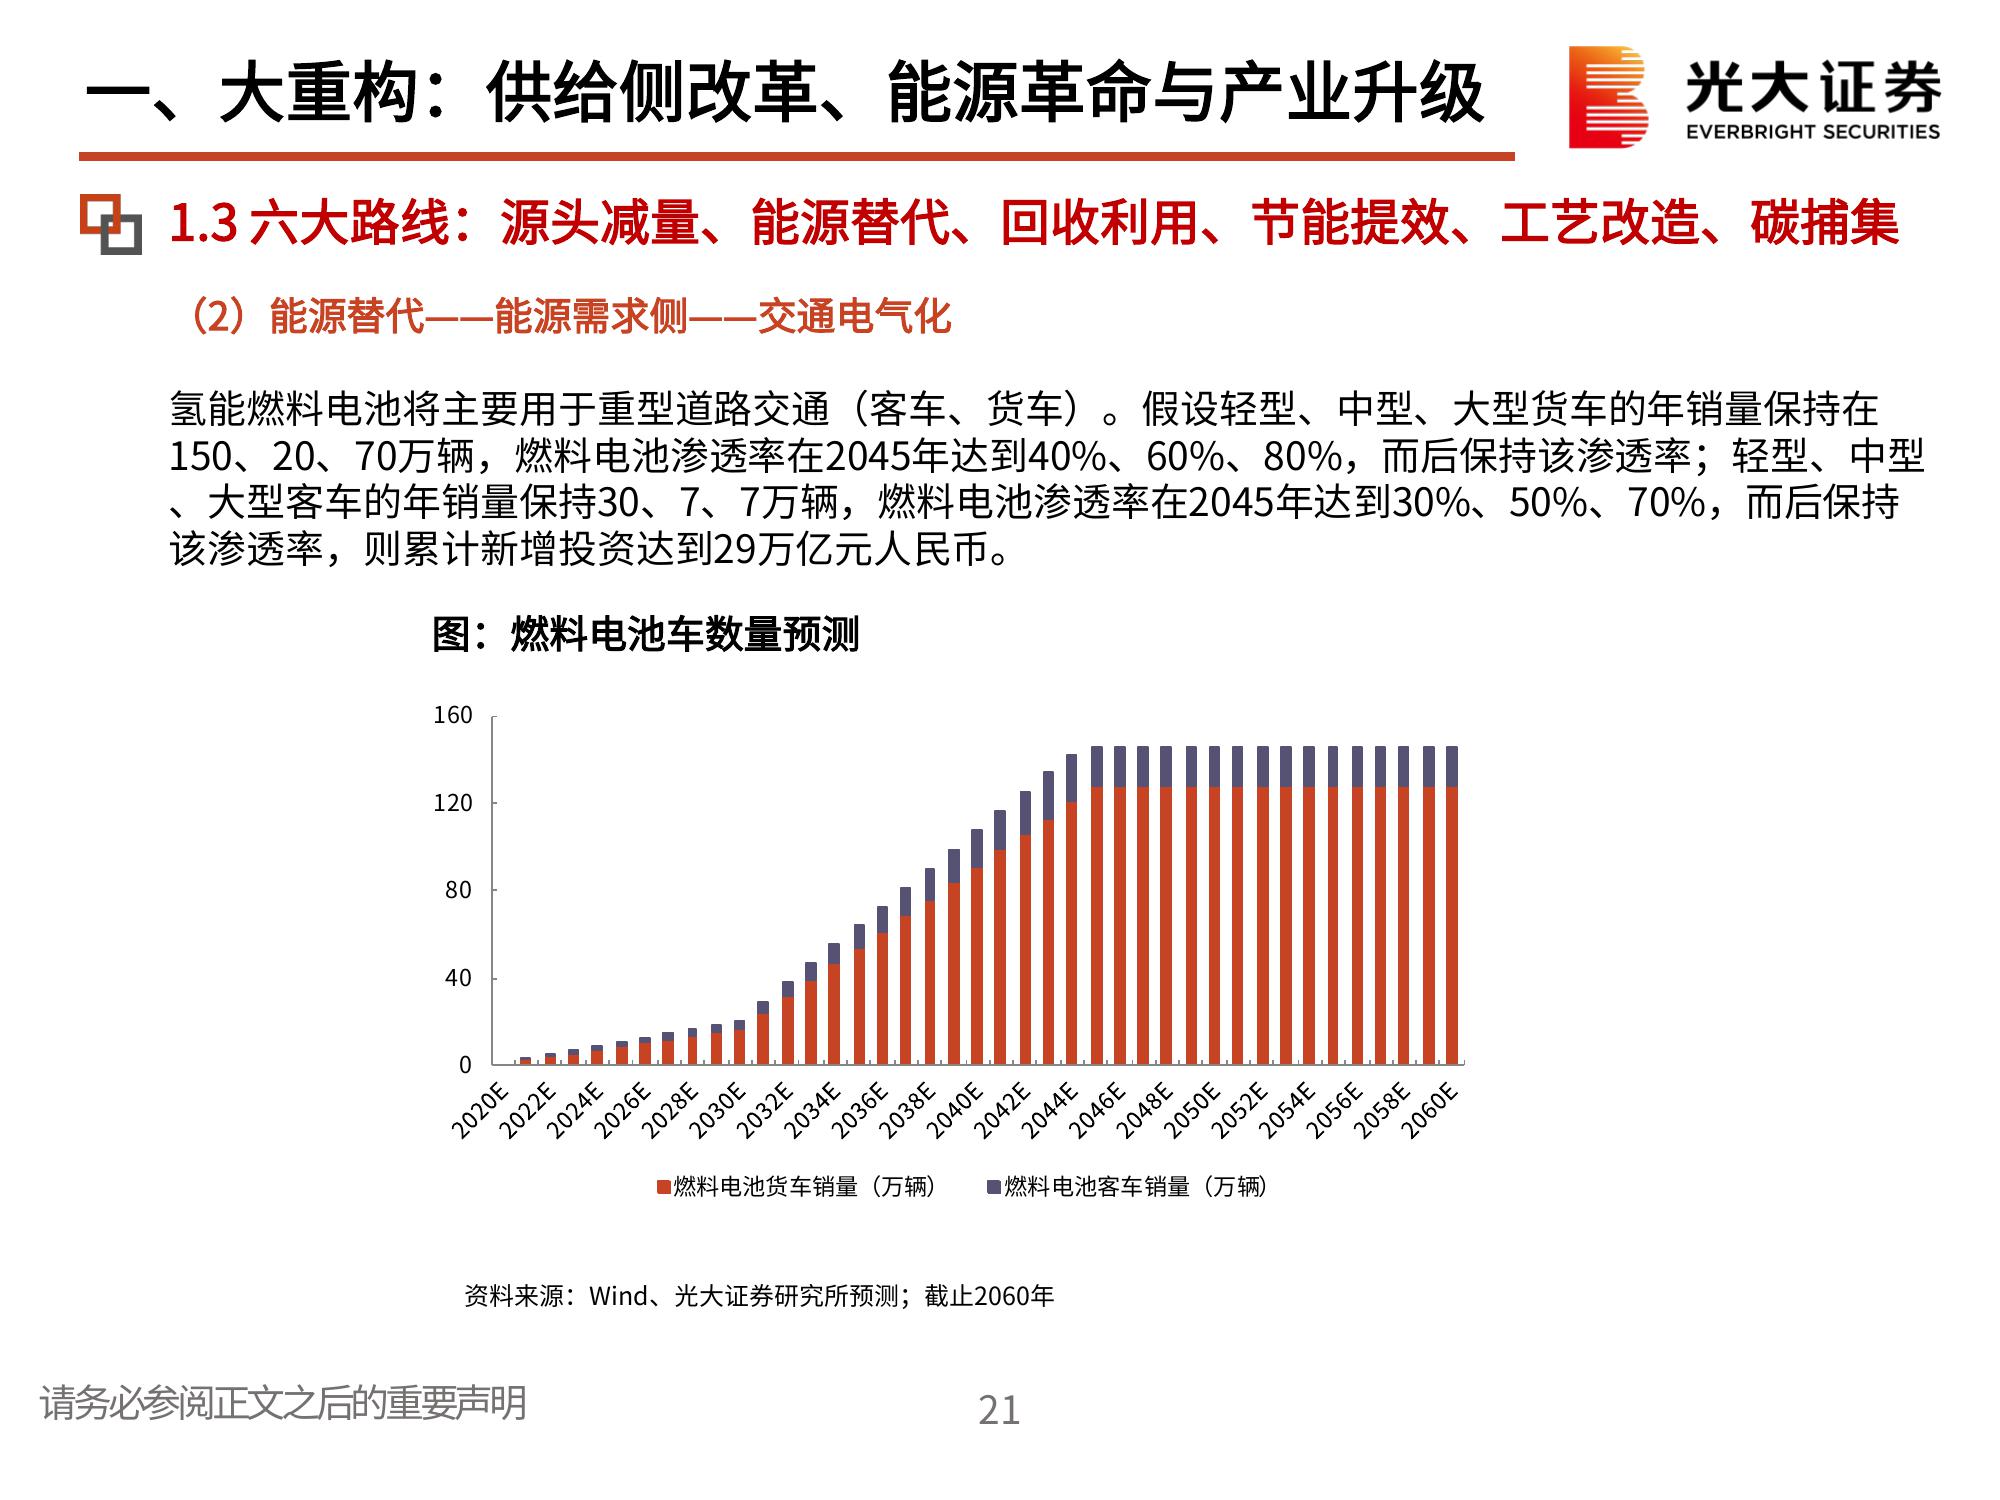 一、大重构：供给侧改革、能源革命与产业升级
光大证券
EVERBRIGHT SECURITIES
1.3 六大路线：源头减量、能源替代、回收利用、节能提效、工艺改造、碳捕集
（2）能源替代——能源需求侧——交通电气化
氢能燃料电池将主要用于重型道路交通（客车、货车）。假设轻型、中型、大型货车的年销量保持在
150、20、70万辆，燃料电池渗透率在2045年达到40%、60%、80%，而后保持该渗透率；轻型、中型
、大型客车的年销量保持30、7、7万辆，燃料电池渗透率在2045年达到30%、50%、70%，而后保持
该渗透率，则累计新增投资达到29万亿元人民币。
图：燃料电池车数量预测
160
120
80
40
0
2020E 2022E 2024E 2026E 2028E 2030E 2032E 2034E 2036E 2038E 2040E 2042E 2044E 2046E 2048E 2050E 2052E 2054E 2056E 2058E 2060E
燃料电池货车销量（万辆） 燃料电池客车销量（万辆）
资料来源：Wind、光大证券研究所预测；截止2060年
请务必参阅正文之后的重要声明
21